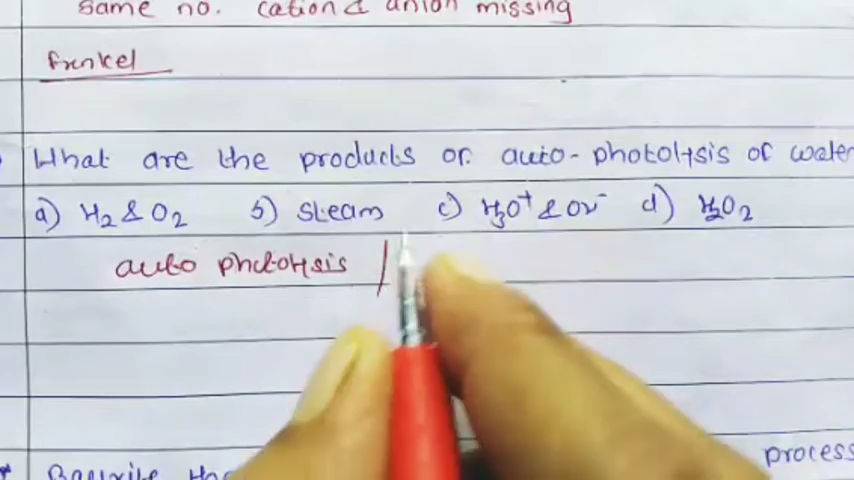 same no. cation & anion missing
frenkel
What are the products or auto-photolysis of water
a) H2 & O2 b) Steam c) H3O+ & OH- d) H2O2
auto photolysis /
process